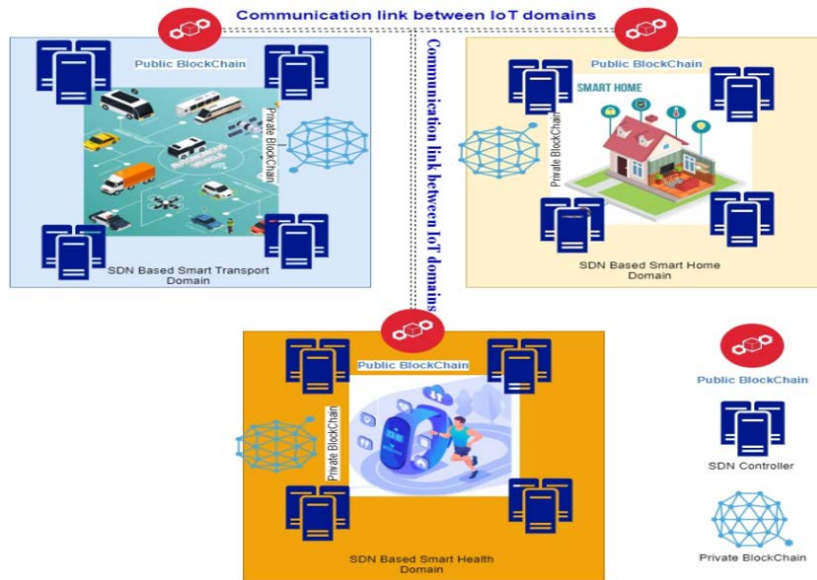 Communication link between IoT domains
Communication link between IoT domains
Public BlockChain
Private BlockChain
SDN Based Smart Transport
Domain
Public BlockChain
SMART HOME
Private BlockChain
SDN Based Smart Home
Domain
Public BlockChain
Private BlockChain
SDN Based Smart Health
Domain
Public BlockChain
SDN Controller
Private BlockChain